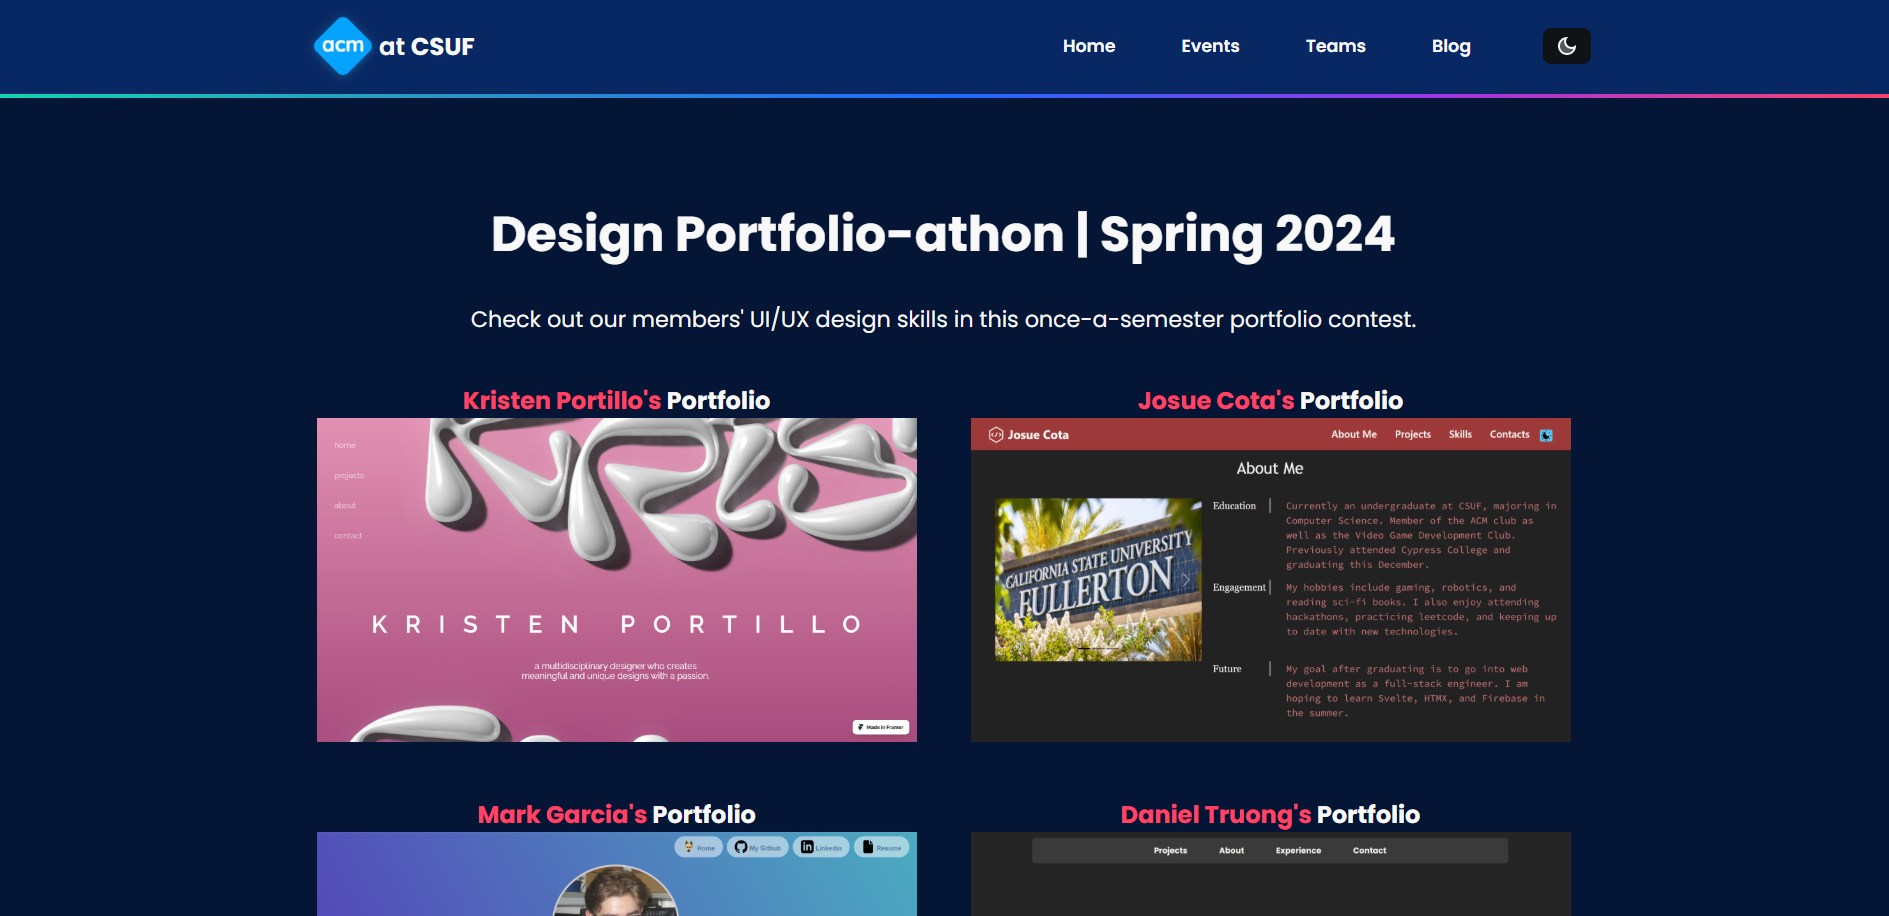 acm at CSUF
Home Events Teams Blog
Design Portfolio-athon | Spring 2024
Check out our members' UI/UX design skills in this once-a-semester portfolio contest.
Kristen Portillo's Portfolio
home
projects
about
contact
KRIS
KRISTEN PORTILLO
a multidisciplinary designer who creates
meaningful and unique designs with a passion.
Made in Framer
Josue Cota's Portfolio
Josue Cota About Me Projects Skills Contacts
About Me
CALIFORNIA STATE UNIVERSITY
FULLERTON
Education
Currently an undergraduate at CSUF, majoring in
Computer Science. Member of the ACM club as
well as the Video Game Development Club.
Previously attended Cypress College and
graduating this December.
Engagement
My hobbies include gaming, robotics, and
reading sci-fi books. I also enjoy attending
hackathons, practicing leetcode, and keeping up
to date with new technologies.
Future
My goal after graduating is to go into web
development as a full-stack engineer. I am
hoping to learn Svelte, HTMX, and Firebase in
the summer.
Mark Garcia's Portfolio
Home My Github Linkedin Resume
Daniel Truong's Portfolio
Projects About Experience Contact